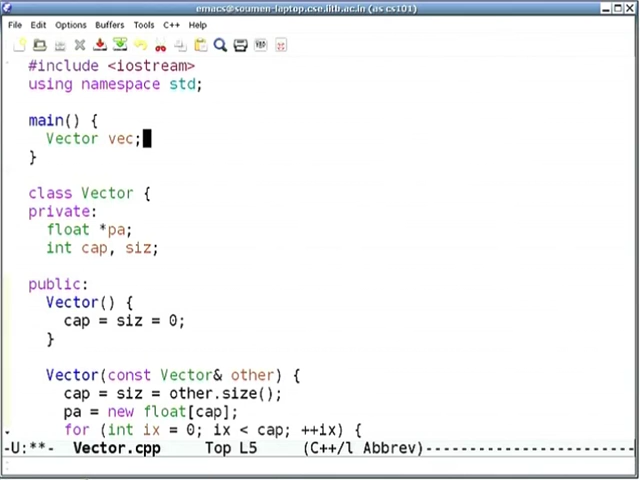 emacs@soumen-laptop.cse.iitb.ac.in (as cs101)
File Edit Options Buffers Tools C++ Help
#include <iostream>
using namespace std;
main() {
Vector vec;
}
class Vector {
private:
float *pa;
int cap, siz;
public:
Vector() {
cap = siz = 0;
}
Vector(const Vector& other) {
cap = siz = other.size();
pa = new float[cap];
for (int ix = 0; ix < cap; ++ix) {
-U:**- Vector.cpp Top L5 (C++/l Abbrev)------------------------